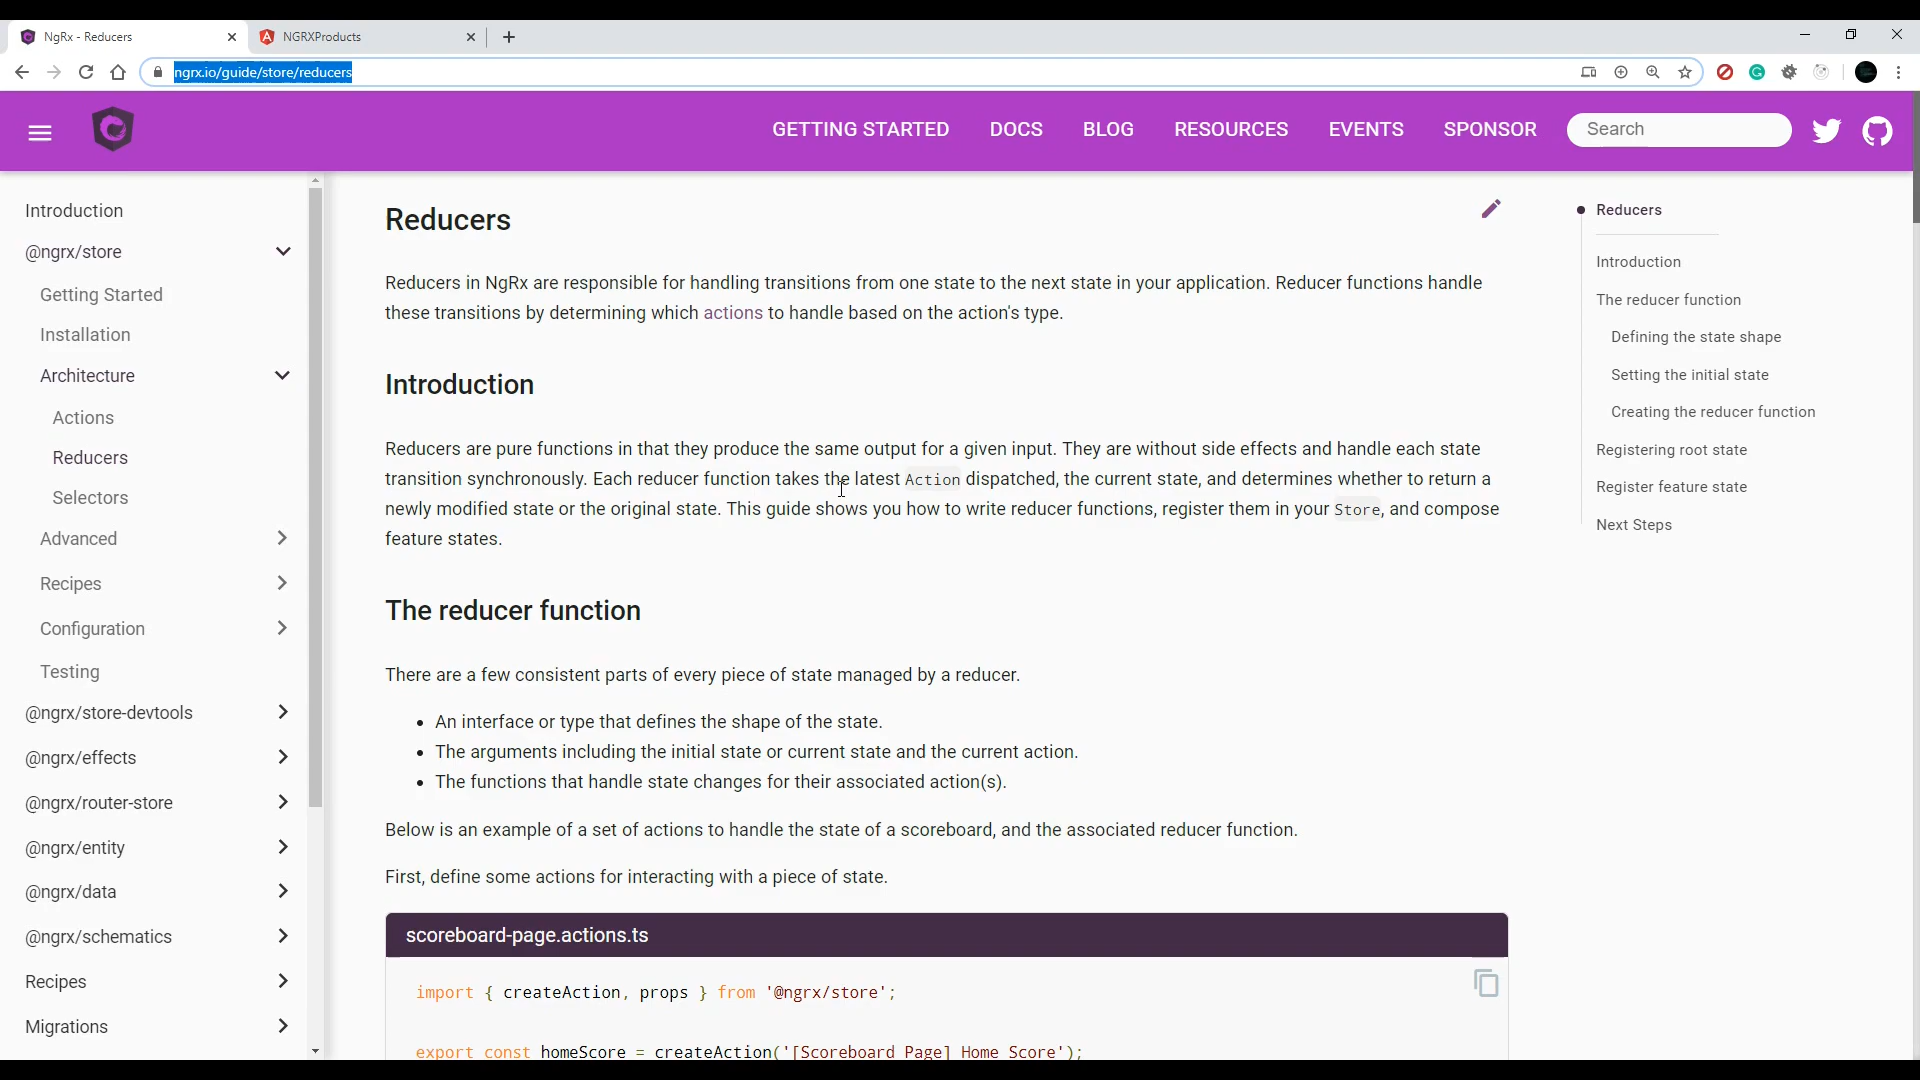 NgRx - Reducers
NGRXProducts
ngrx.io/guide/store/reducers
GETTING STARTED
DOCS
BLOG
RESOURCES
EVENTS
SPONSOR
Search
Introduction
@ngrx/store
Getting Started
Installation
Architecture
Actions
Reducers
Selectors
Advanced
Recipes
Configuration
Testing
@ngrx/store-devtools
@ngrx/effects
@ngrx/router-store
@ngrx/entity
@ngrx/data
@ngrx/schematics
Recipes
Migrations
Reducers
Reducers in NgRx are responsible for handling transitions from one state to the next state in your application. Reducer functions handle
these transitions by determining which actions to handle based on the action's type.
Introduction
Reducers are pure functions in that they produce the same output for a given input. They are without side effects and handle each state
transition synchronously. Each reducer function takes the latest Action dispatched, the current state, and determines whether to return a
newly modified state or the original state. This guide shows you how to write reducer functions, register them in your Store, and compose
feature states.
The reducer function
There are a few consistent parts of every piece of state managed by a reducer.
• An interface or type that defines the shape of the state.
• The arguments including the initial state or current state and the current action.
• The functions that handle state changes for their associated action(s).
Below is an example of a set of actions to handle the state of a scoreboard, and the associated reducer function.
First, define some actions for interacting with a piece of state.
scoreboard-page.actions.ts
import { createAction, props } from '@ngrx/store';
export const homeScore = createAction('[Scoreboard Page] Home Score');
Reducers
Introduction
The reducer function
Defining the state shape
Setting the initial state
Creating the reducer function
Registering root state
Register feature state
Next Steps